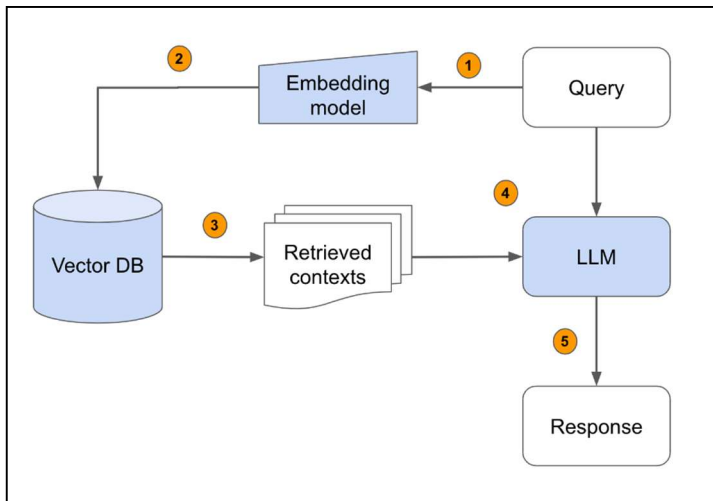 2
1
Embedding
model
Query
4
3
Vector DB
Retrieved
contexts
LLM
5
Response